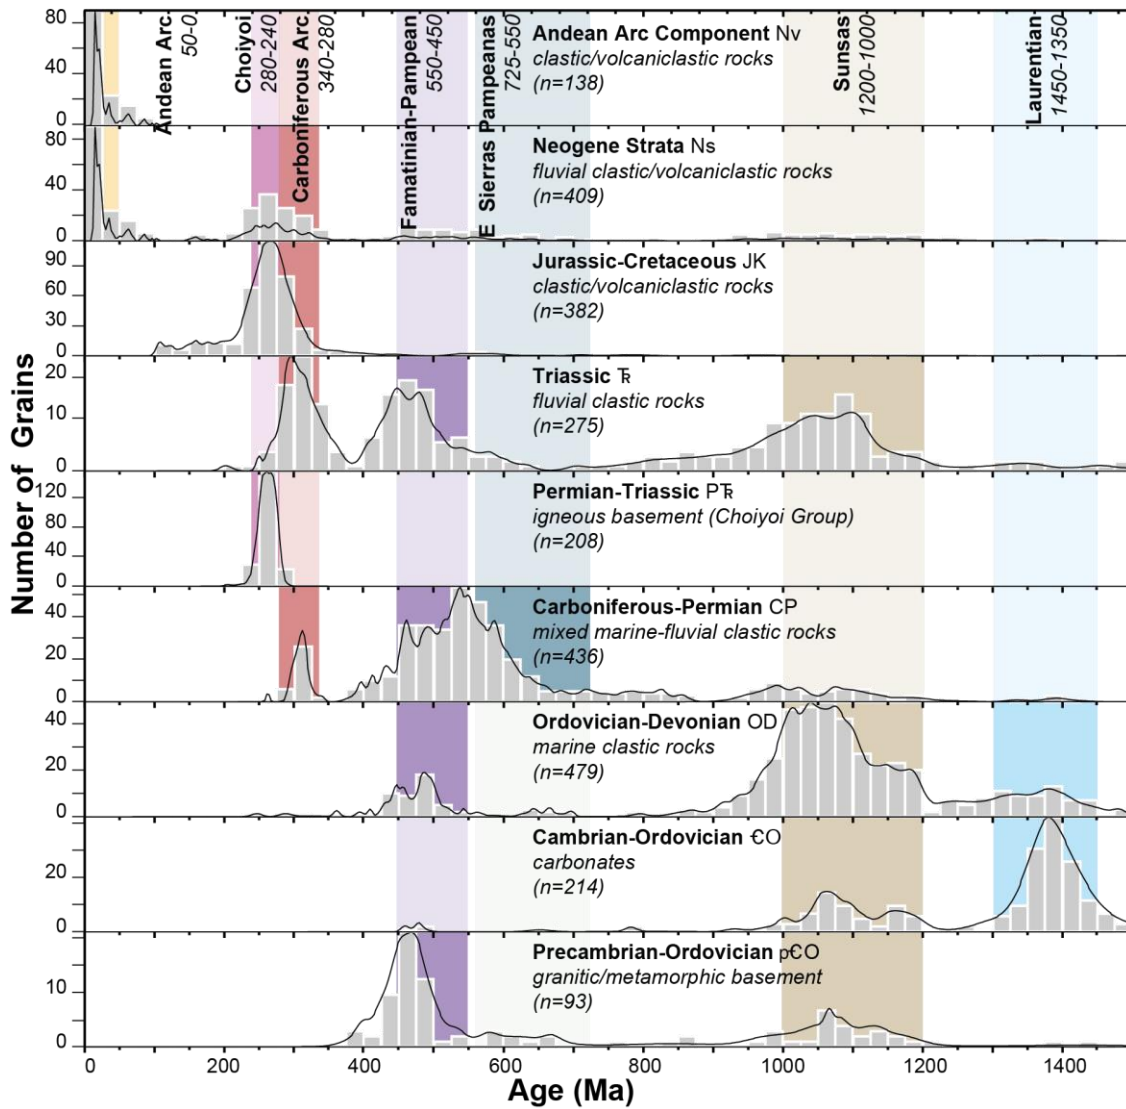 Number of Grains
80
40
0
Andean Arc
50-0
Choiyoi
280-240
Carboniferous Arc
340-280
Famatinian-Pampean
550-450
E Sierras Pampeanas
725-550
Sunsas
1200-1000
Laurentian
1450-1350
Andean Arc Component Nv
clastic/volcaniclastic rocks
(n=138)
80
40
0
Neogene Strata Ns
fluvial clastic/volcaniclastic rocks
(n=409)
90
60
30
0
Jurassic-Cretaceous JK
clastic/volcaniclastic rocks
(n=382)
20
10
0
Triassic ₸R
fluvial clastic rocks
(n=275)
120
80
40
0
Permian-Triassic P₸R
igneous basement (Choiyoi Group)
(n=208)
40
20
0
Carboniferous-Permian CP
mixed marine-fluvial clastic rocks
(n=436)
40
20
0
Ordovician-Devonian OD
marine clastic rocks
(n=479)
20
0
Cambrian-Ordovician €O
carbonates
(n=214)
10
0
Precambrian-Ordovician p€O
granitic/metamorphic basement
(n=93)
0 200 400 600 800 1000 1200 1400
Age (Ma)